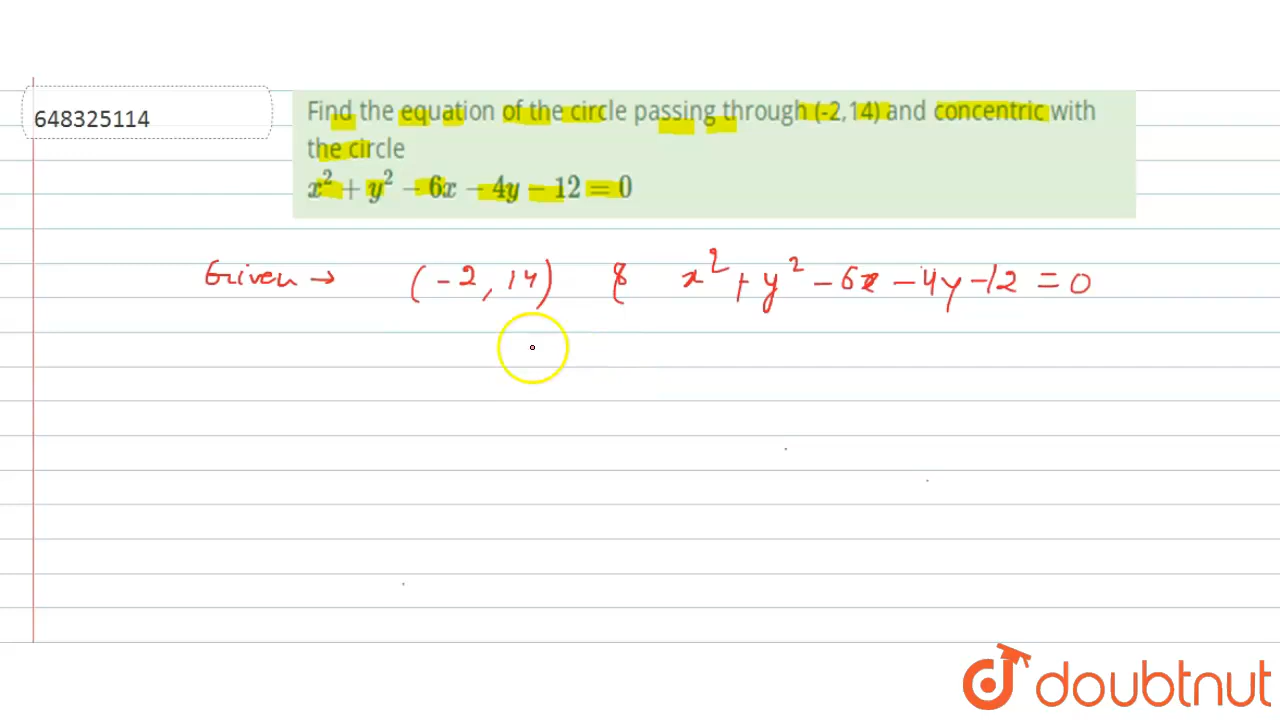 648325114
Find the equation of the circle passing through (-2,14) and concentric with
the circle
x² + y² − 6x − 4y − 12 = 0
Given → (-2, 14) & x² + y² - 6x - 4y - 12 = 0
doubtnut